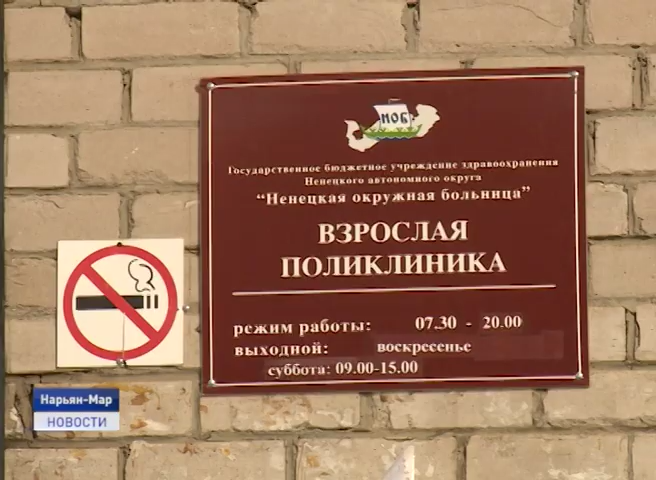 НОБ
Государственное бюджетное учреждение здравоохранения
Ненецкого автономного округа
"Ненецкая окружная больница"
ВЗРОСЛАЯ
ПОЛИКЛИНИКА
режим работы: 07.30 - 20.00
выходной: воскресенье
суббота: 09.00-15.00
Нарьян-Мар
НОВОСТИ